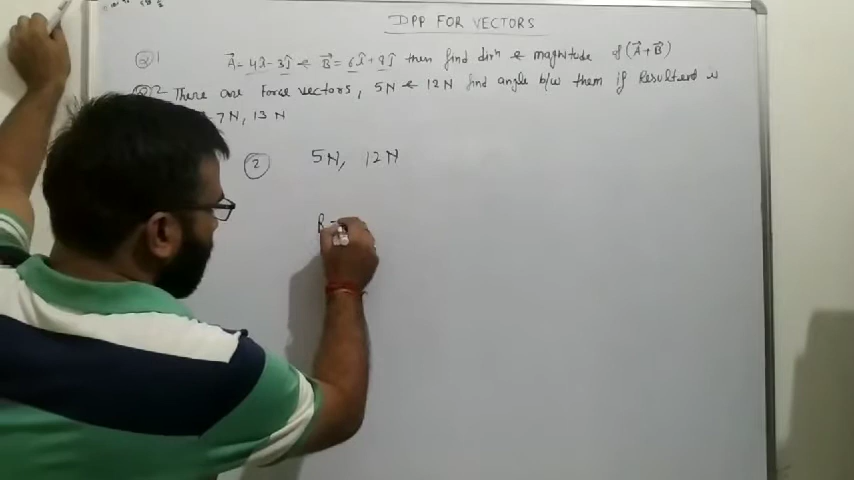 DPP FOR VECTORS
Q1 A⃗ = 4î - 3ĵ & B⃗ = 6î + 8ĵ then find dirⁿ & magnitude of (A⃗ + B⃗)
Q2 There are Force vectors, 5N & 12N find angle b/w them if Resultend is
7N, 13N
② 5N, 12N
R =